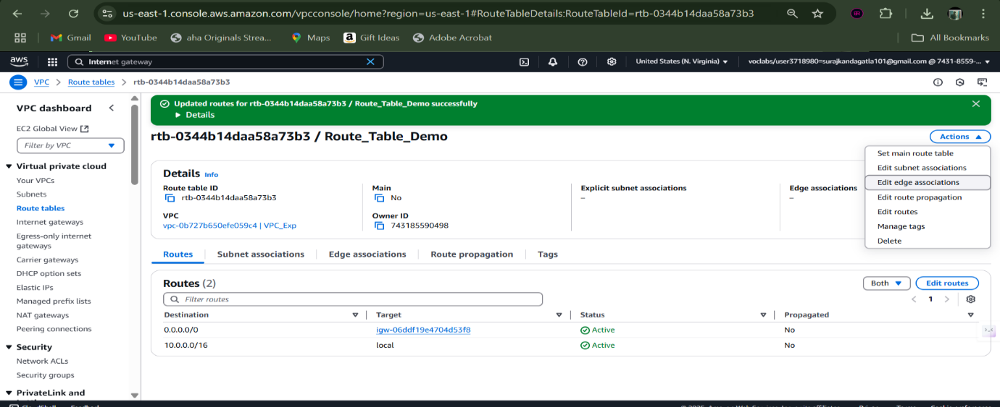 us-east-1.console.aws.amazon.com/vpcconsole/home?region=us-east-1#RouteTableDetails:RouteTableId=rtb-0344b14daa58a73b3
Gmail YouTube aha Originals Strea... Maps Gift Ideas Adobe Acrobat All Bookmarks
aws Internet gateway United States (N. Virginia) voclabs/user3718980=surajkandagatla101@gmail.com @ 7431-8559-...
VPC > Route tables > rtb-0344b14daa58a73b3
VPC dashboard
EC2 Global View
Filter by VPC
Virtual private cloud
Your VPCs
Subnets
Route tables
Internet gateways
Egress-only internet
gateways
Carrier gateways
DHCP option sets
Elastic IPs
Managed prefix lists
NAT gateways
Peering connections
Security
Network ACLs
Security groups
PrivateLink and
Updated routes for rtb-0344b14daa58a73b3 / Route_Table_Demo successfully
Details
rtb-0344b14daa58a73b3 / Route_Table_Demo
Actions
Set main route table
Edit subnet associations
Edit edge associations
Edit route propagation
Edit routes
Manage tags
Delete
Details Info
Route table ID
rtb-0344b14daa58a73b3
Main
No
Explicit subnet associations
–
Edge associations
–
VPC
vpc-0b727b650efe059c4 | VPC_Exp
Owner ID
743185590498
Routes Subnet associations Edge associations Route propagation Tags
Routes (2)
Both Edit routes
Filter routes
1
Destination Target Status Propagated
0.0.0.0/0 igw-06ddf19e4704d53f8 Active No
10.0.0.0/16 local Active No